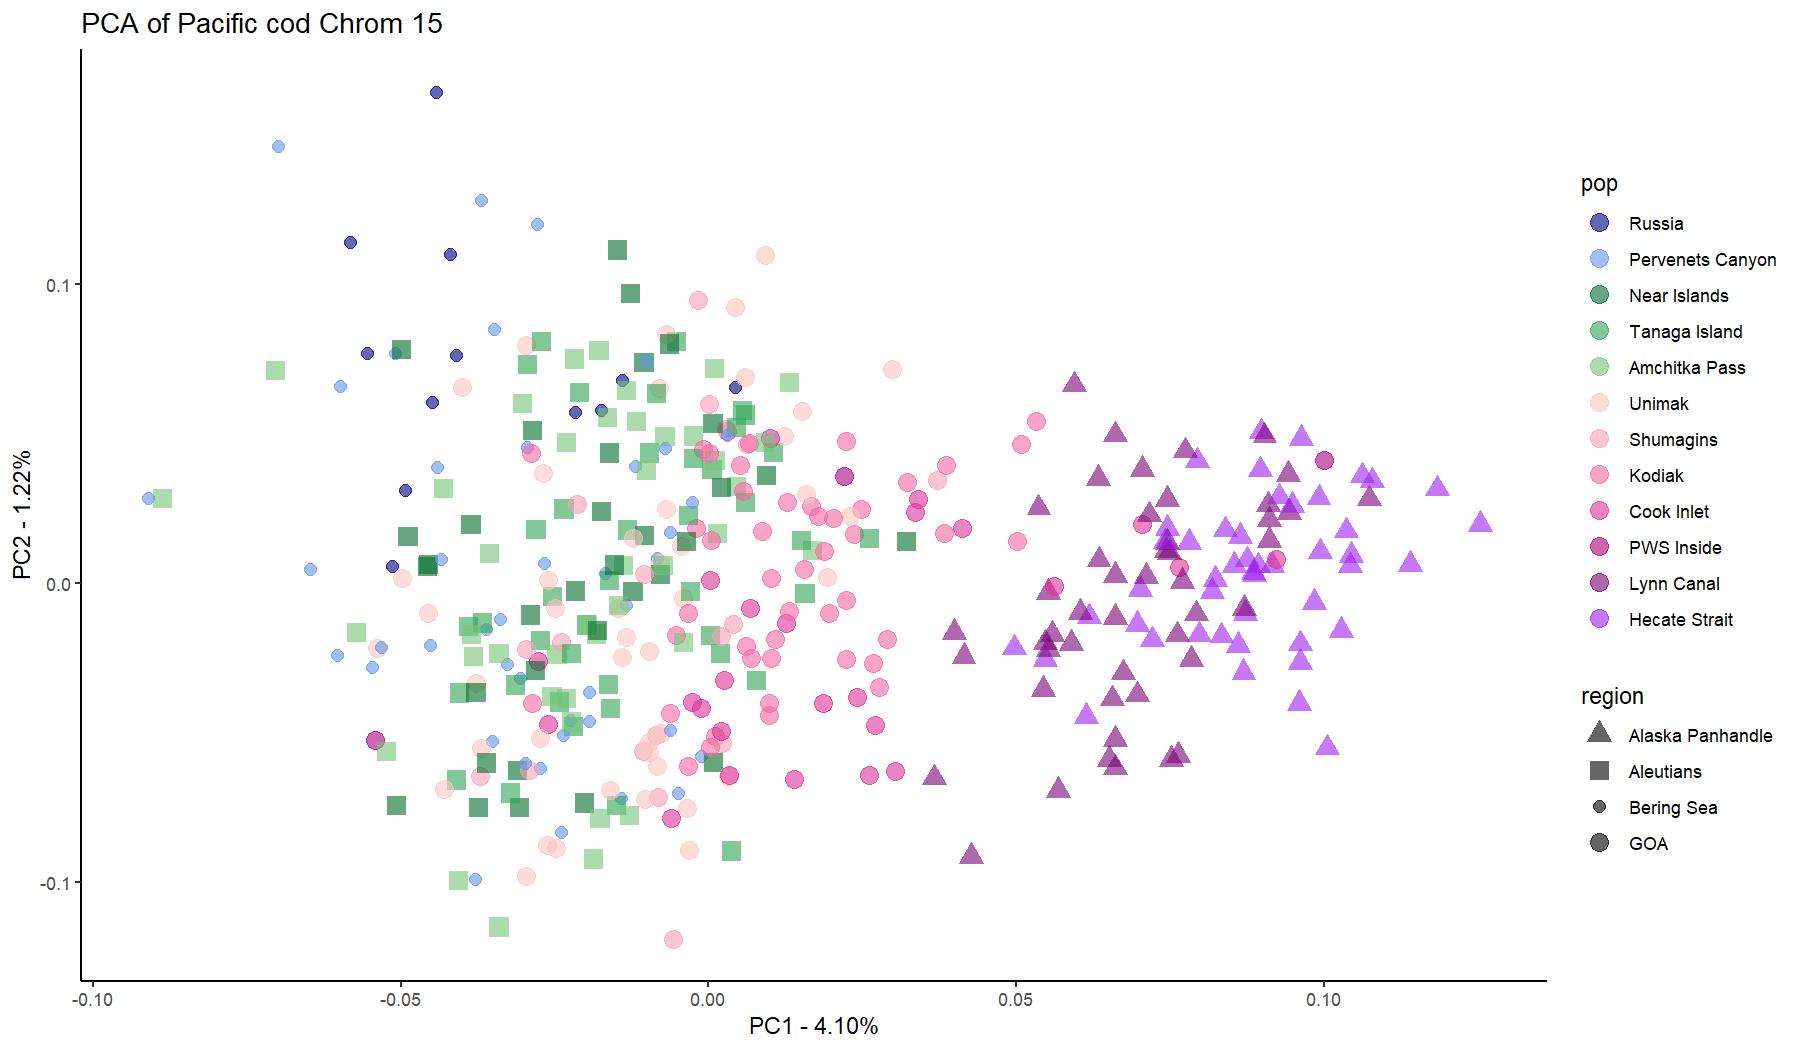 PCA of Pacific cod Chrom 15
PC2 - 1.22%
0.1
0.0
-0.1
-0.10
-0.05
0.00
0.05
0.10
PC1 - 4.10%
pop
Russia
Pervenets Canyon
Near Islands
Tanaga Island
Amchitka Pass
Unimak
Shumagins
Kodiak
Cook Inlet
PWS Inside
Lynn Canal
Hecate Strait
region
Alaska Panhandle
Aleutians
Bering Sea
GOA